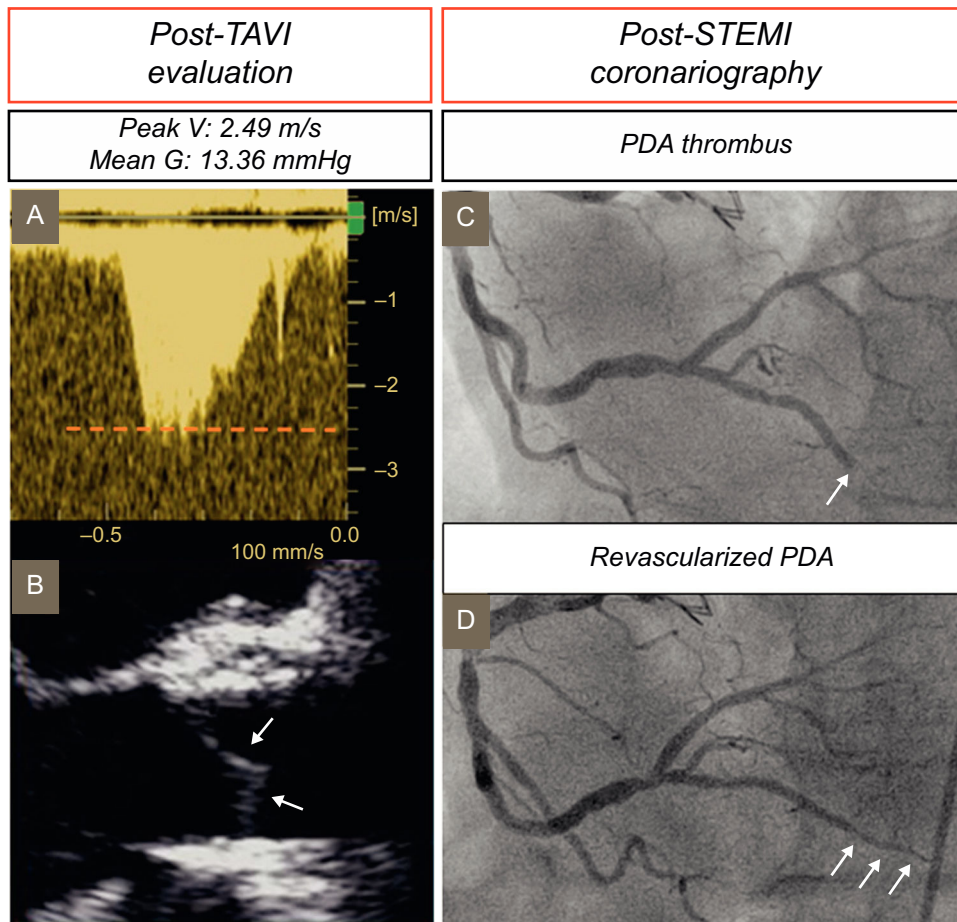 Post-TAVI
evaluation
Peak V: 2.49 m/s
Mean G: 13.36 mmHg
A
[m/s]
–1
–2
–3
–0.5
0.0
100 mm/s
B
Post-STEMI
coronariography
PDA thrombus
C
Revascularized PDA
D